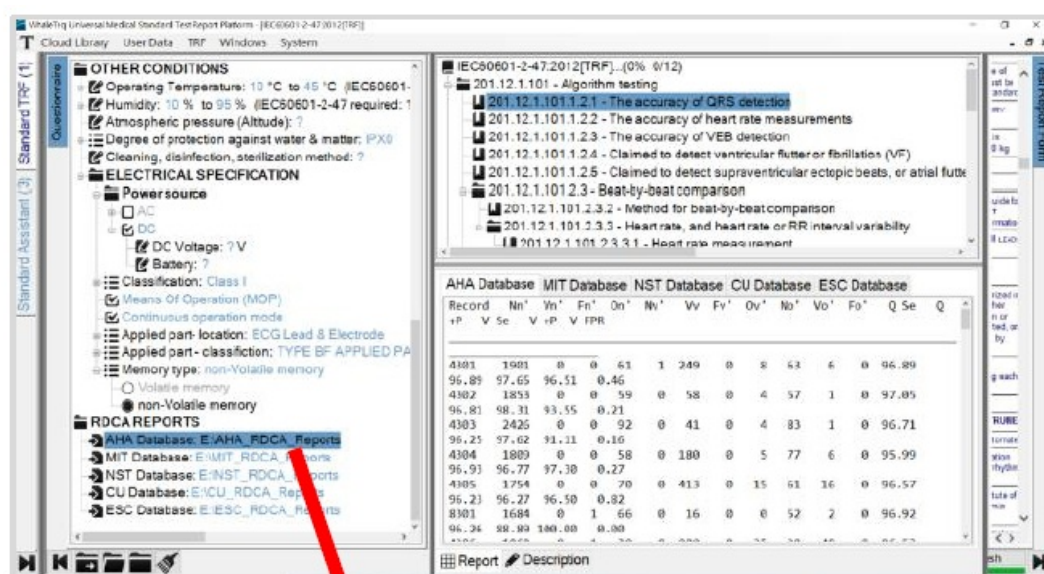 WhaleTeq Universal Medical Standard TestReport Platform - [IEC60601-2-47:2012[TRF]]
Cloud Library UserData TRF Windows System
Standard TRF (1)
Standard Assistant (3)
Questionnaire
OTHER CONDITIONS
Operating Temperature: 10 °C to 45 °C (IEC60601-
Humidity: 10 % to 95 % (IEC60601-2-47 required: 1
Atmospheric pressure (Altitude): ?
Degree of protection against water & matter: IPX0
Cleaning, disinfection, sterilization method: ?
ELECTRICAL SPECIFICATION
Power source
AC
DC
DC Voltage: ? V
Battery: ?
Classification: Class I
Means Of Operation (MOP)
Continuous operation mode
Applied part- location: ECG Lead & Electrode
Applied part - classifiction: TYPE BF APPLIED PA
Memory type: non-Volatile memory
Volatile memory
non-Volatile memory
RDCA REPORTS
AHA Database: E:\AHA_RDCA_Reports
MIT Database: E:\MIT_RDCA_Reports
NST Database: E:\NST_RDCA_Reports
CU Database: E:\CU_RDCA_Reports
ESC Database: E:\ESC_RDCA_Reports
IEC60601-2-47:2012[TRF]...(0% 0/12)
201.12.1.101 - Algorithm testing
201.12.1.101.1.2.1 - The accuracy of QRS detection
201.12.1.101.1.2.2 - The accuracy of heart rate measurements
201.12.1.101.1.2.3 - The accuracy of VEB detection
201.12.1.101.1.2.4 - Claimed to detect ventricular flutter or fibrillation (VF)
201.12.1.101.1.2.5 - Claimed to detect supraventricular ectopic beats, or atrial flutte
201.12.1.101.2.3 - Beat-by-beat comparison
201.12.1.101.2.3.2 - Method for beat-by-beat comparison
201.12.1.101.2.3.3 - Heart rate, and heart rate or RR interval variability
201.12.1.101.2.3.3.1 - Heart rate measurement
AHA Database MIT Database NST Database CU Database ESC Database
Record Nn' Vn' Fn' On' Nv' Vv Fv' Ov' No' Vo' Fo' Q Se Q
+P V Se V +P V FPR
4301 1901 0 0 61 1 249 0 8 63 6 0 96.89
96.89 97.65 96.51 0.46
4302 1853 0 0 59 0 58 0 4 57 1 0 97.05
96.81 98.31 93.55 0.21
4303 2426 0 0 92 0 41 0 4 83 1 0 96.71
96.25 97.62 91.11 0.16
4304 1809 0 0 58 0 180 0 5 77 6 0 95.99
96.93 96.77 97.30 0.27
4305 1754 0 0 70 0 413 0 15 61 16 0 96.57
96.23 96.27 96.50 0.82
8301 1684 0 1 66 0 16 0 0 52 2 0 96.92
96.26 88.89 100.00 0.00
Report Description
Test Report Form